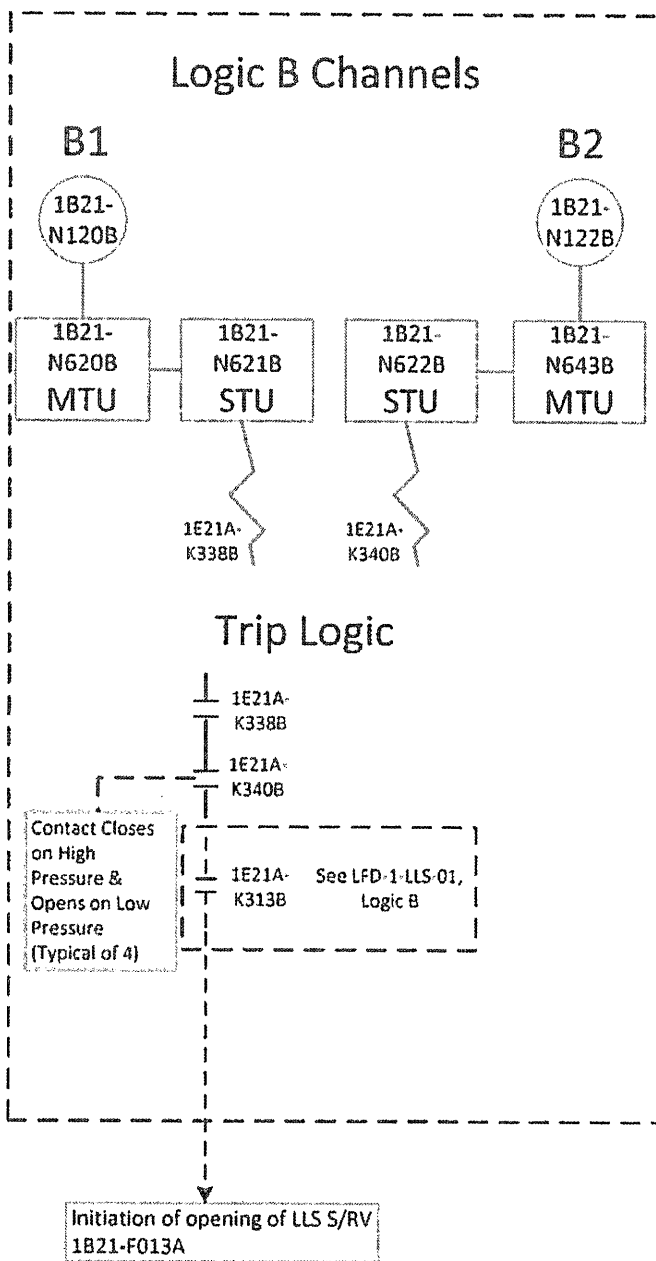 Logic B Channels
B1
B2
1B21-
N120B
1B21-
N122B
1B21-
N620B
MTU
1B21-
N621B
STU
1B21-
N622B
STU
1B21-
N643B
MTU
1E21A-
K338B
1E21A-
K340B
Trip Logic
1E21A-
K338B
1E21A-
K340B
Contact Closes
on High
Pressure &
Opens on Low
Pressure
(Typical of 4)
1E21A-
K313B
See LFD-1-LLS-01,
Logic B
Initiation of opening of LLS S/RV
1B21-F013A